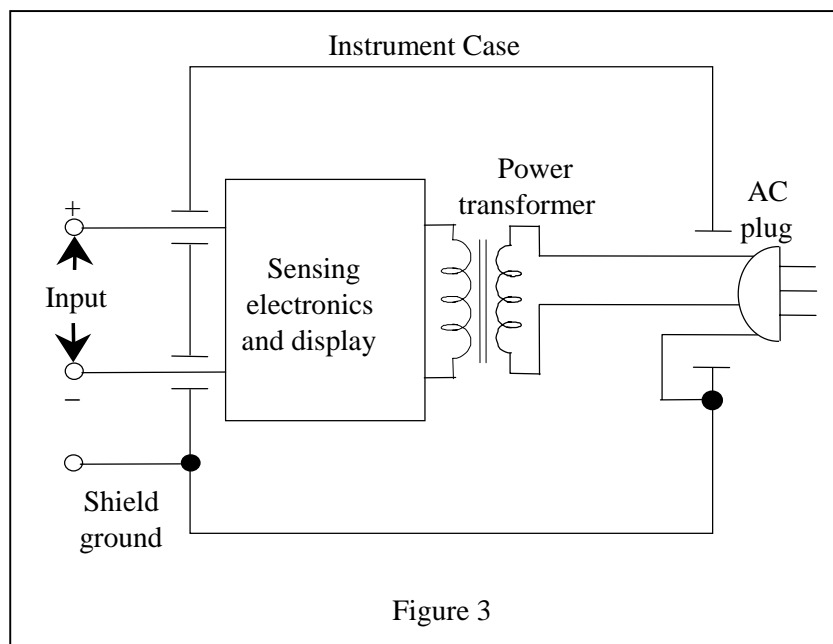 Instrument Case
Power
transformer
AC
plug
+
Input
−
Sensing
electronics
and display
Shield
ground
Figure 3